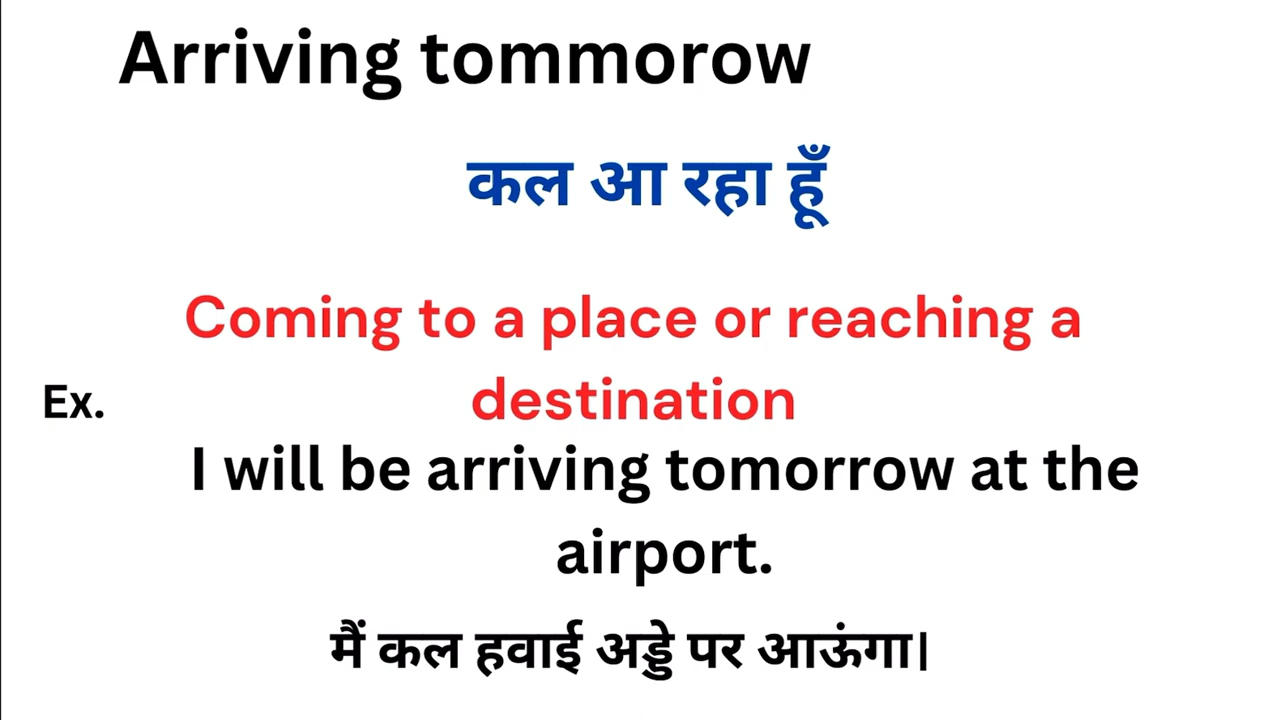 Arriving tommorow
कल आ रहा हूँ
Coming to a place or reaching a
destination
Ex.
I will be arriving tomorrow at the
airport.
मैं कल हवाई अड्डे पर आऊंगा।